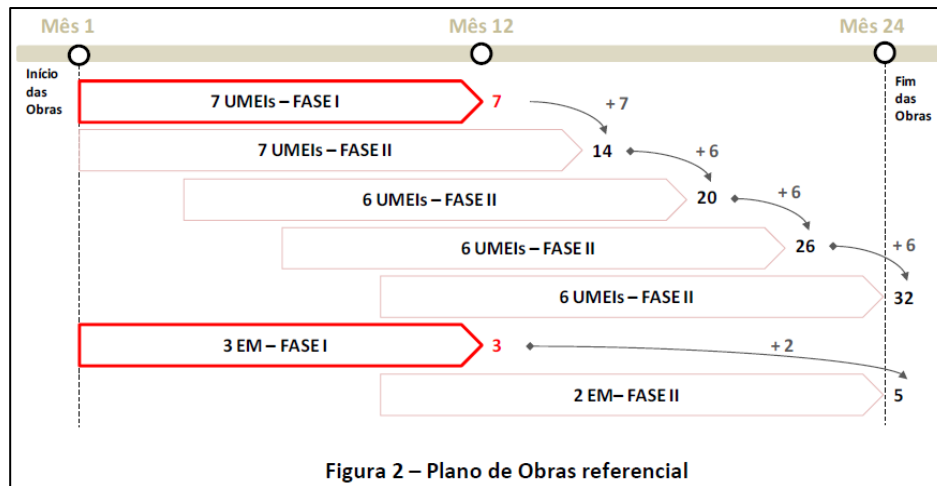 Mês 1
Mês 12
Mês 24
Início
das
Obras
Fim
das
Obras
7 UMEIs – FASE I
7
+ 7
7 UMEIs – FASE II
14
+ 6
6 UMEIs – FASE II
20
+ 6
6 UMEIs – FASE II
26
+ 6
6 UMEIs – FASE II
32
3 EM – FASE I
3
+ 2
2 EM– FASE II
5
Figura 2 – Plano de Obras referencial